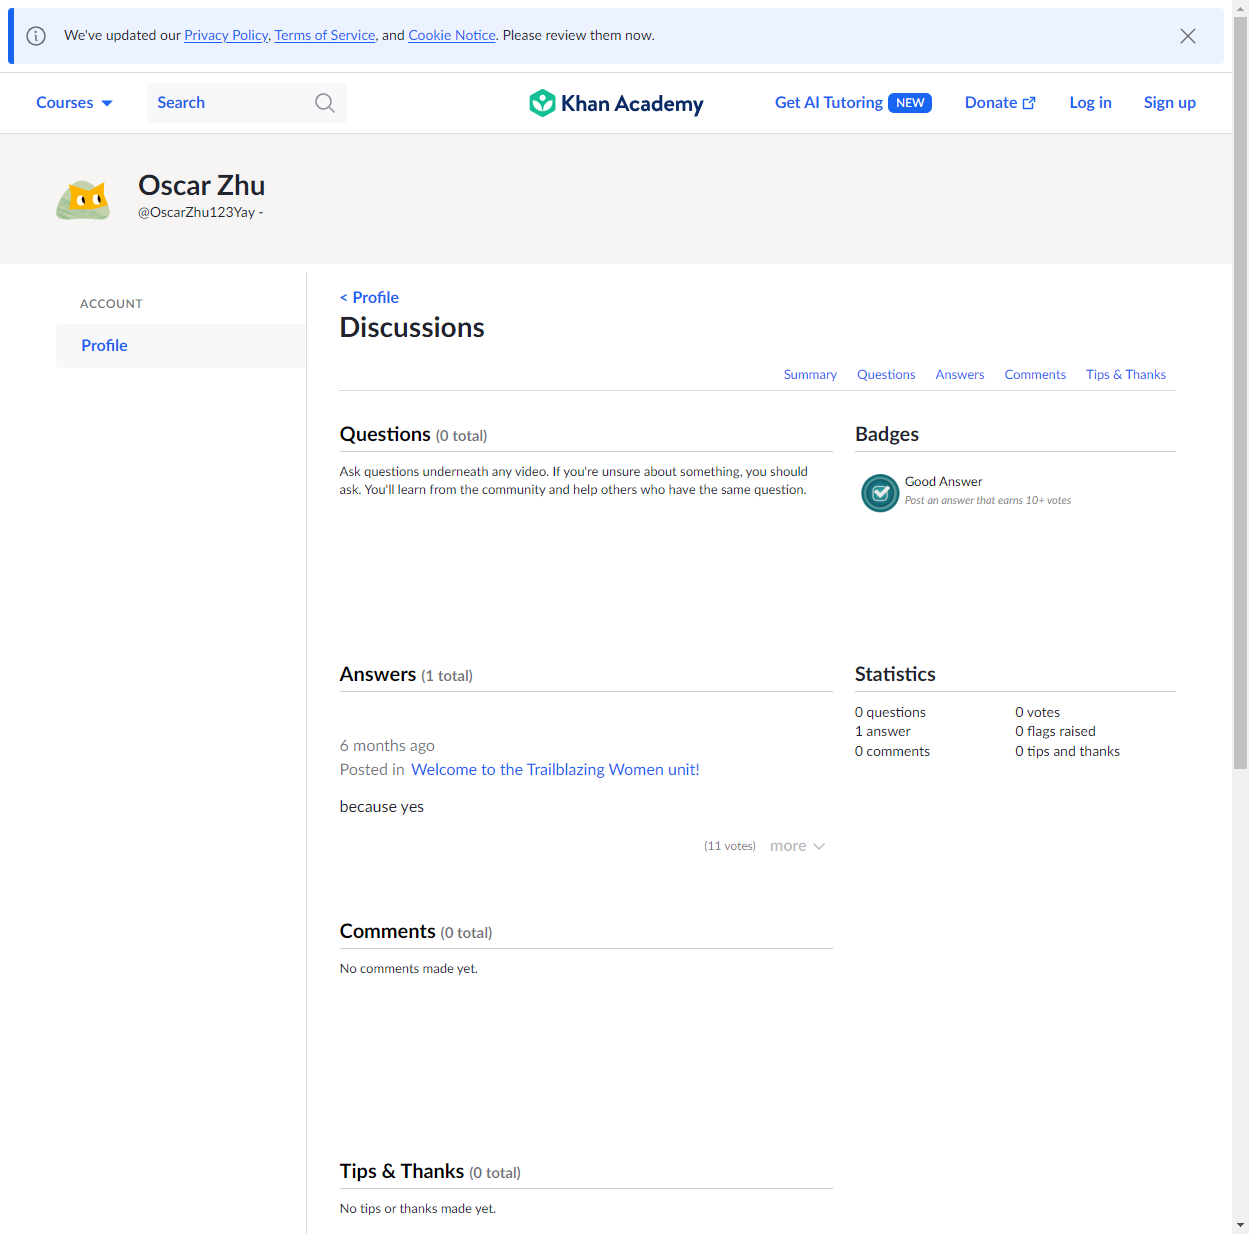 We've updated our Privacy Policy, Terms of Service, and Cookie Notice. Please review them now.
Courses
Search
Khan Academy
Get AI Tutoring NEW
Donate
Log in
Sign up
Oscar Zhu
@OscarZhu123Yay -
ACCOUNT
Profile
< Profile
Discussions
Summary
Questions
Answers
Comments
Tips & Thanks
Questions (0 total)
Ask questions underneath any video. If you're unsure about something, you should
ask. You'll learn from the community and help others who have the same question.
Badges
Good Answer
Post an answer that earns 10+ votes
Answers (1 total)
6 months ago
Posted in Welcome to the Trailblazing Women unit!
because yes
(11 votes)
more
Statistics
0 questions
1 answer
0 comments
0 votes
0 flags raised
0 tips and thanks
Comments (0 total)
No comments made yet.
Tips & Thanks (0 total)
No tips or thanks made yet.